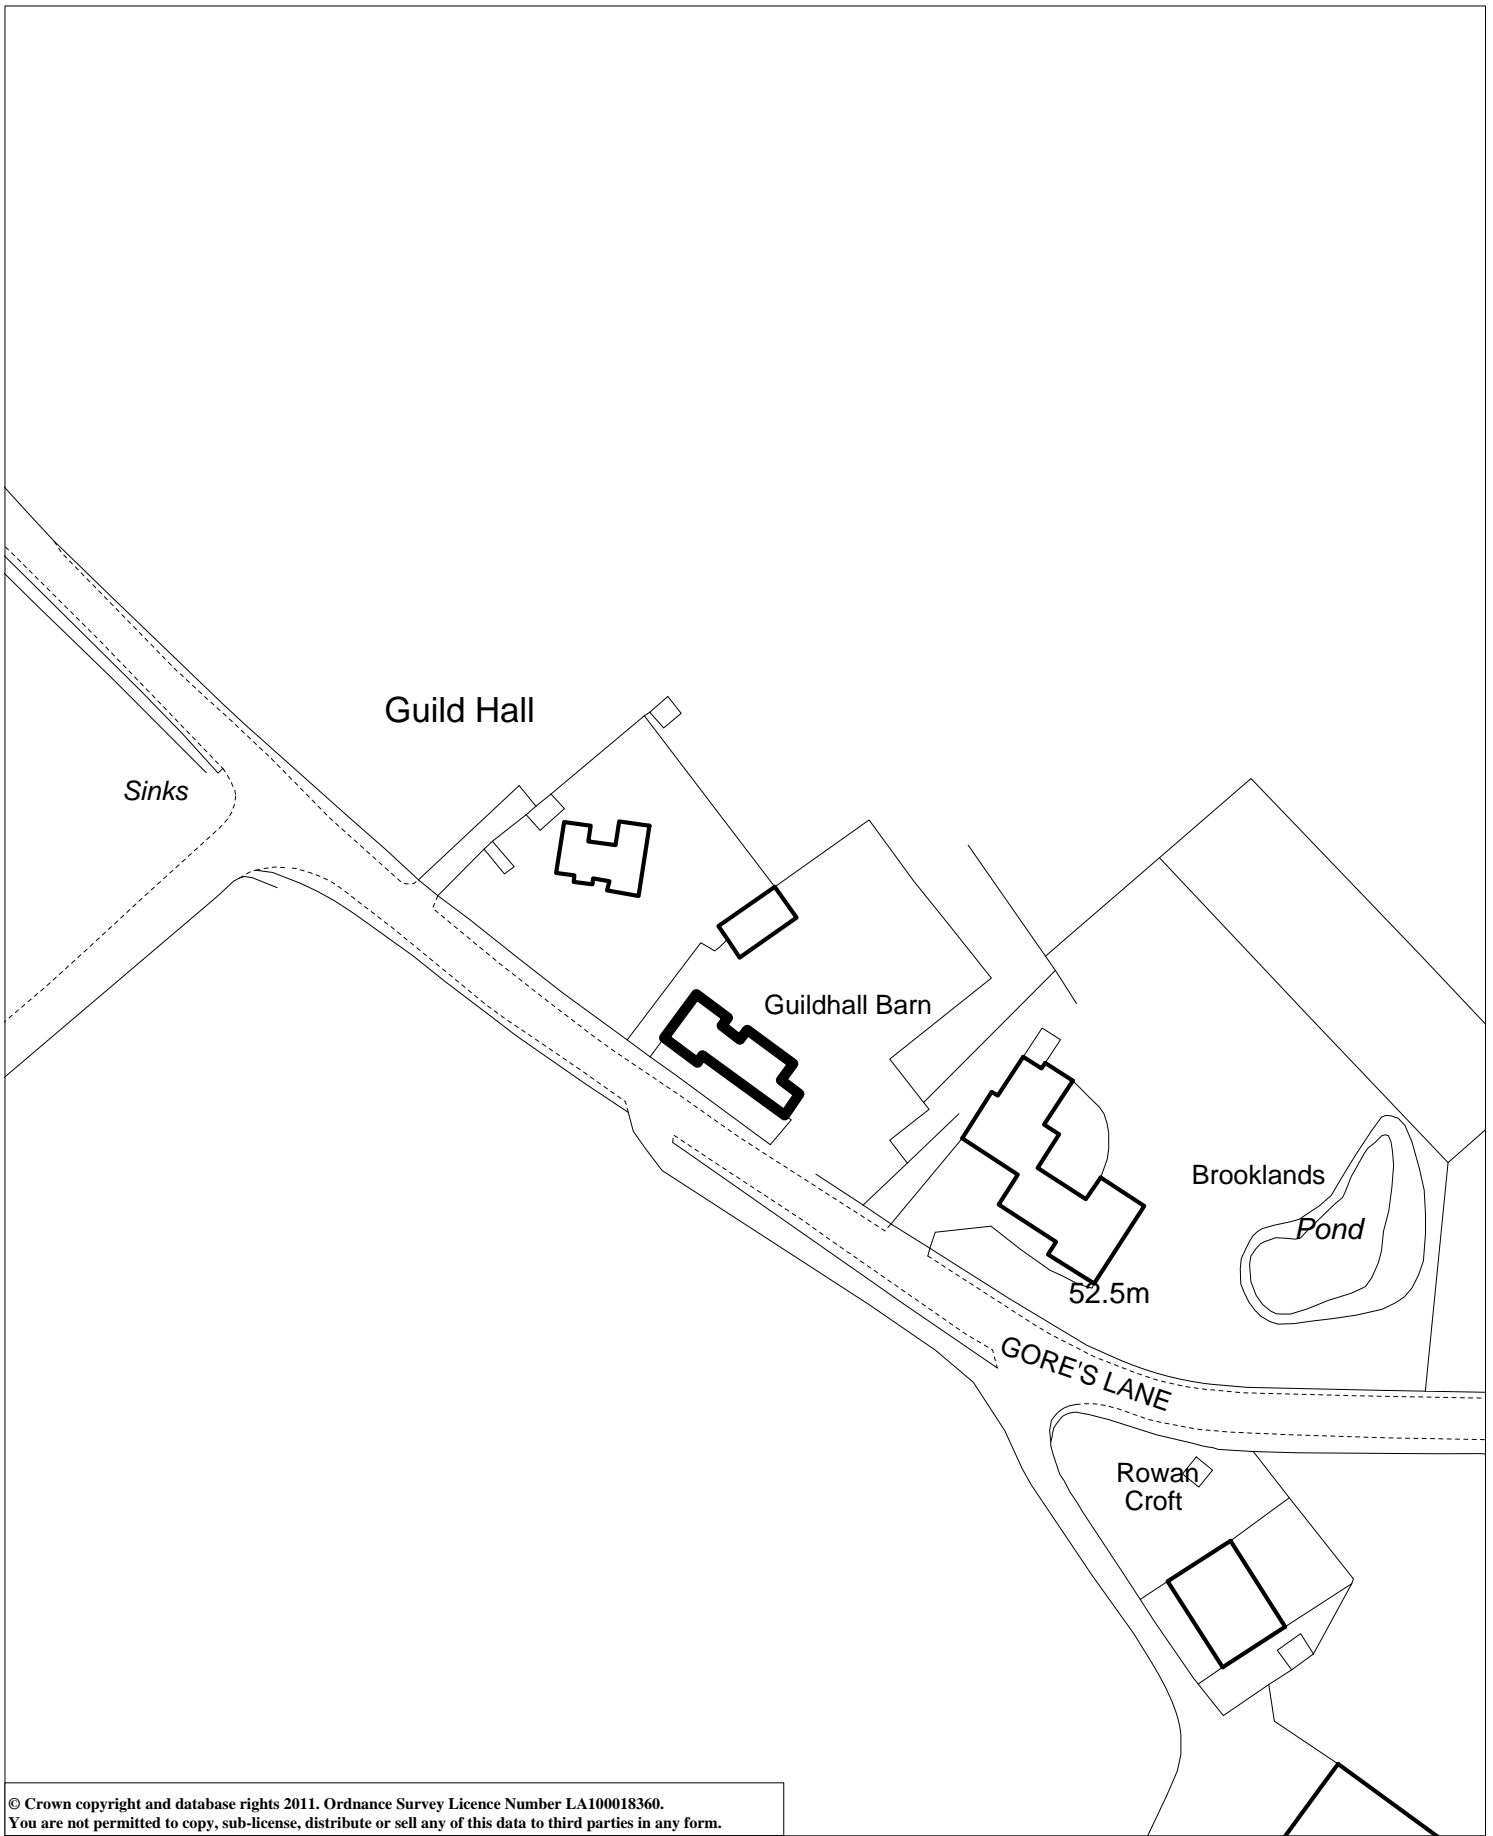 Guild Hall
Sinks
Guildhall Barn
Brooklands
Pond
52.5m
GORE'S LANE
Rowan
Croft
© Crown copyright and database rights 2011. Ordnance Survey Licence Number LA100018360.
You are not permitted to copy, sub-license, distribute or sell any of this data to third parties in any form.